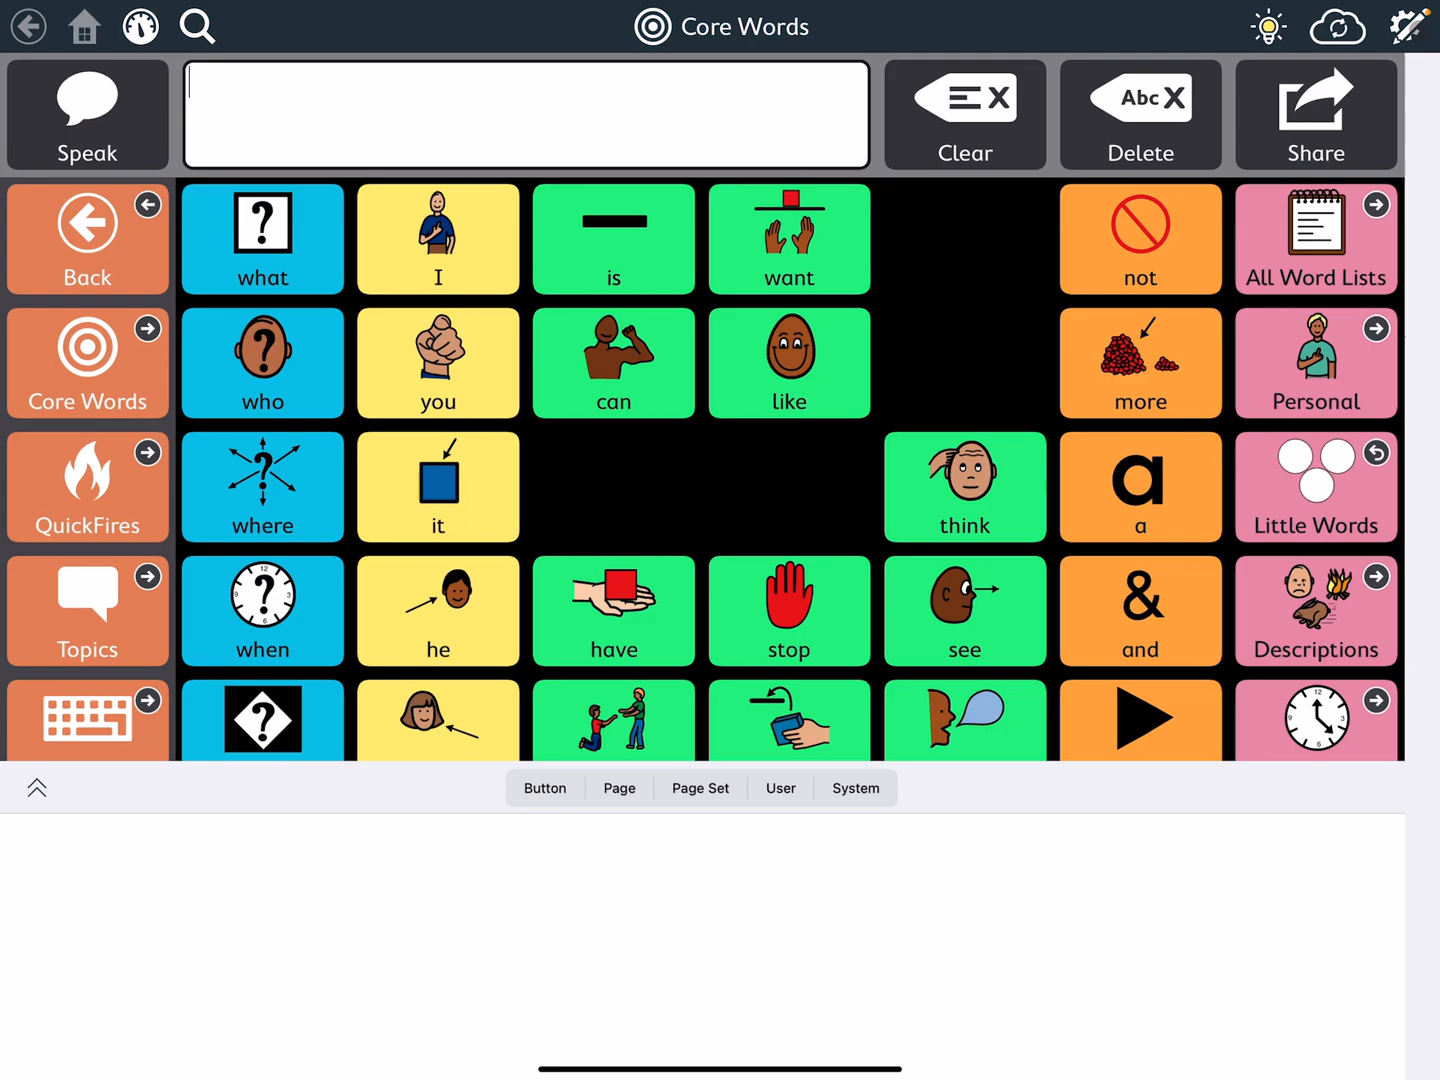 Core Words
Speak
Clear
Abc X
Delete
Share
Back
what
I
is
want
not
All Word Lists
Core Words
who
you
can
like
more
Personal
QuickFires
where
it
think
a
a
Little Words
Topics
when
he
have
stop
see
&
and
Descriptions
Button
Page
Page Set
User
System